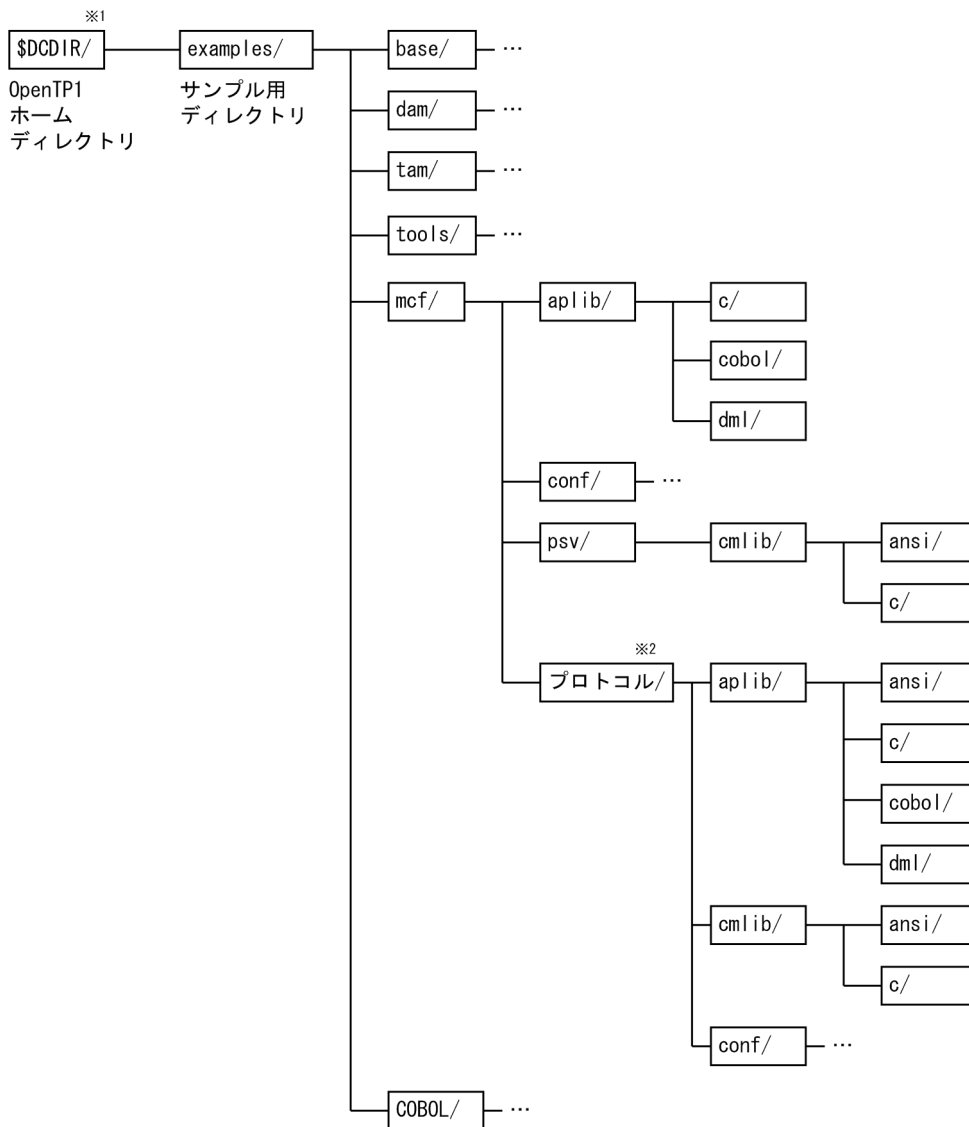 ※1
$DCDIR/ examples/ base/ …
OpenTP1
ホーム
ディレクトリ
サンプル用
ディレクトリ
dam/ …
tam/ …
tools/ …
mcf/ aplib/ c/
cobol/
dml/
conf/ …
psv/ cmlib/ ansi/
c/
※2
プロトコル/ aplib/ ansi/
c/
cobol/
dml/
cmlib/ ansi/
c/
conf/ …
COBOL/ …